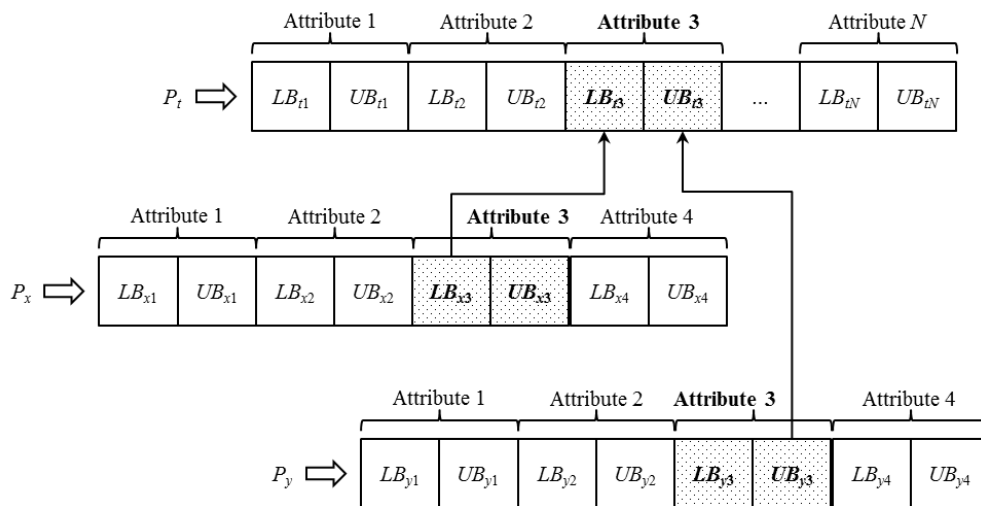 Attribute 1 Attribute 2 Attribute 3 Attribute N
P_t LB_t1 UB_t1 LB_t2 UB_t2 LB_t3 UB_t3 ... LB_tN UB_tN
Attribute 1 Attribute 2 Attribute 3 Attribute 4
P_x LB_x1 UB_x1 LB_x2 UB_x2 LB_x3 UB_x3 LB_x4 UB_x4
Attribute 1 Attribute 2 Attribute 3 Attribute 4
P_y LB_y1 UB_y1 LB_y2 UB_y2 LB_y3 UB_y3 LB_y4 UB_y4